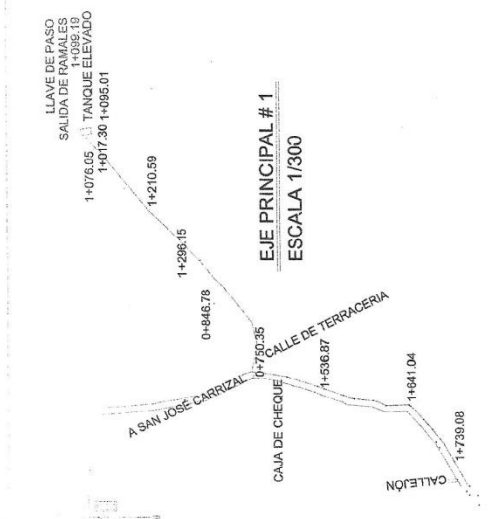 LLAVE DE PASO
SALIDA DE RAMALES
1+099.19
TANQUE ELEVADO
1+076.05
1+017.30 1+095.01
1+210.59
1+296.15
0+846.78
EJE PRINCIPAL # 1
ESCALA 1/300
0+750.35
CALLE DE TERRACERIA
A SAN JOSÉ CARRIZAL
CAJA DE CHEQUE
1+536.87
1+641.04
1+739.08
CALLEJÓN